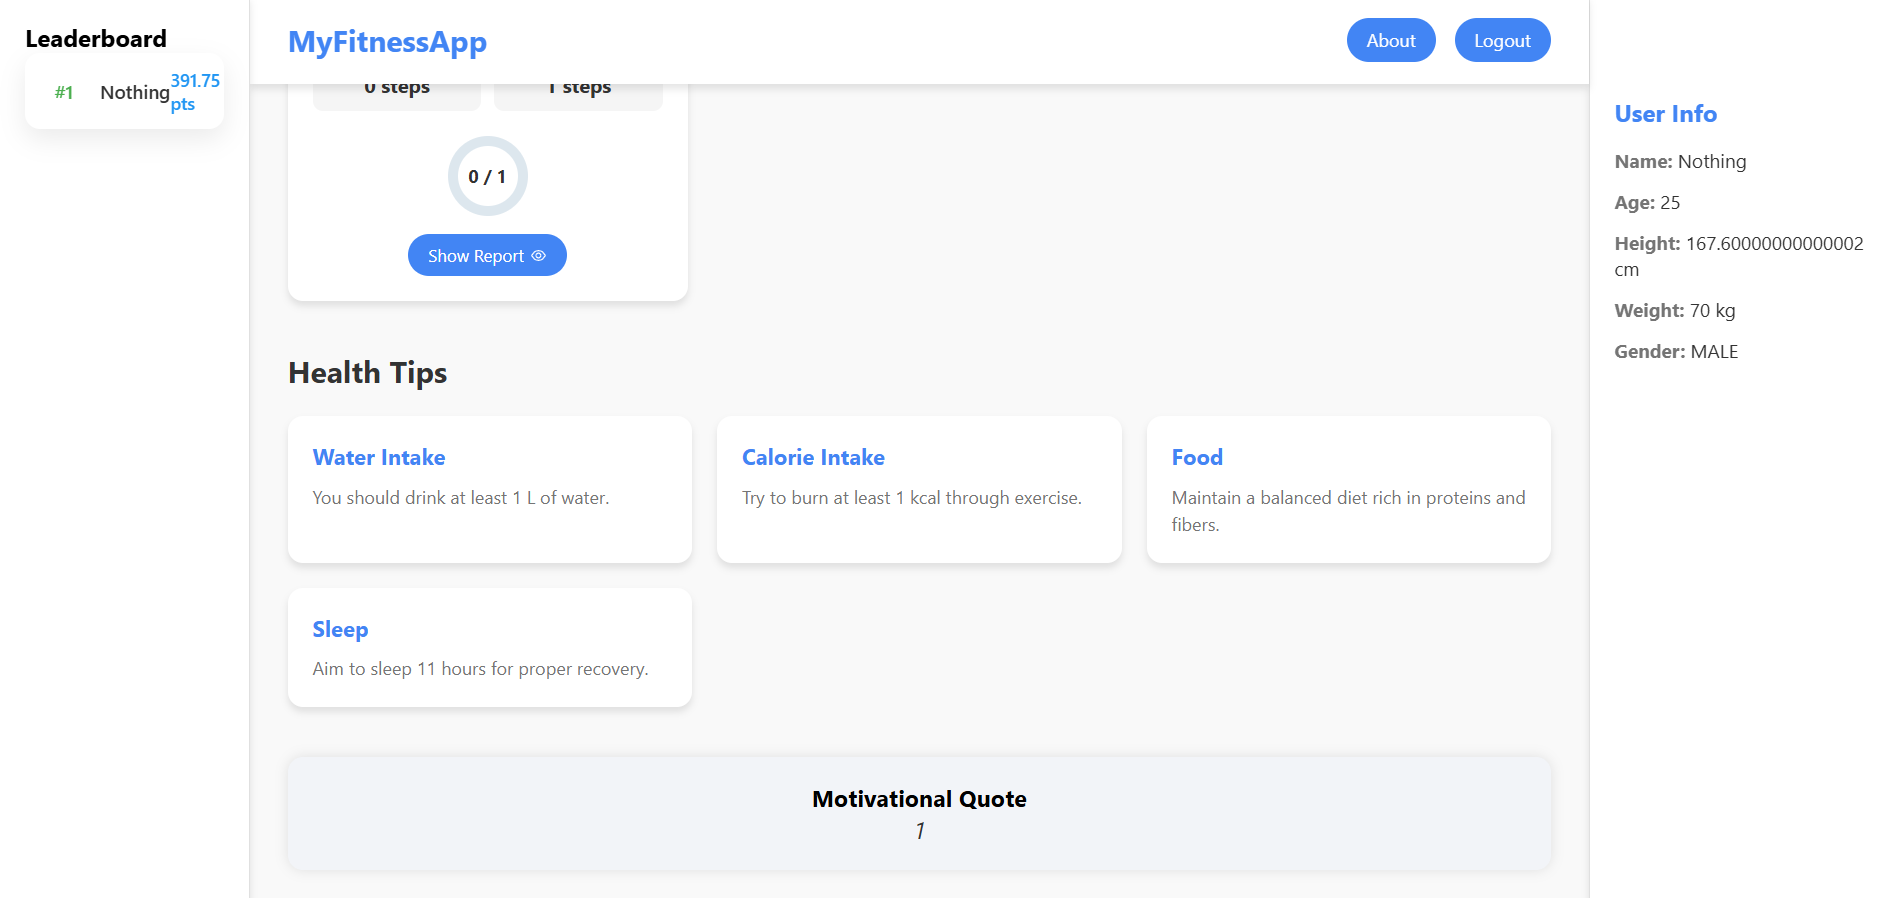 Leaderboard
#1 Nothing 391.75
pts
MyFitnessApp
About
Logout
0 steps
1 steps
0 / 1
Show Report
Health Tips
Water Intake
You should drink at least 1 L of water.
Calorie Intake
Try to burn at least 1 kcal through exercise.
Food
Maintain a balanced diet rich in proteins and
fibers.
Sleep
Aim to sleep 11 hours for proper recovery.
Motivational Quote
1
User Info
Name: Nothing
Age: 25
Height: 167.60000000000002
cm
Weight: 70 kg
Gender: MALE